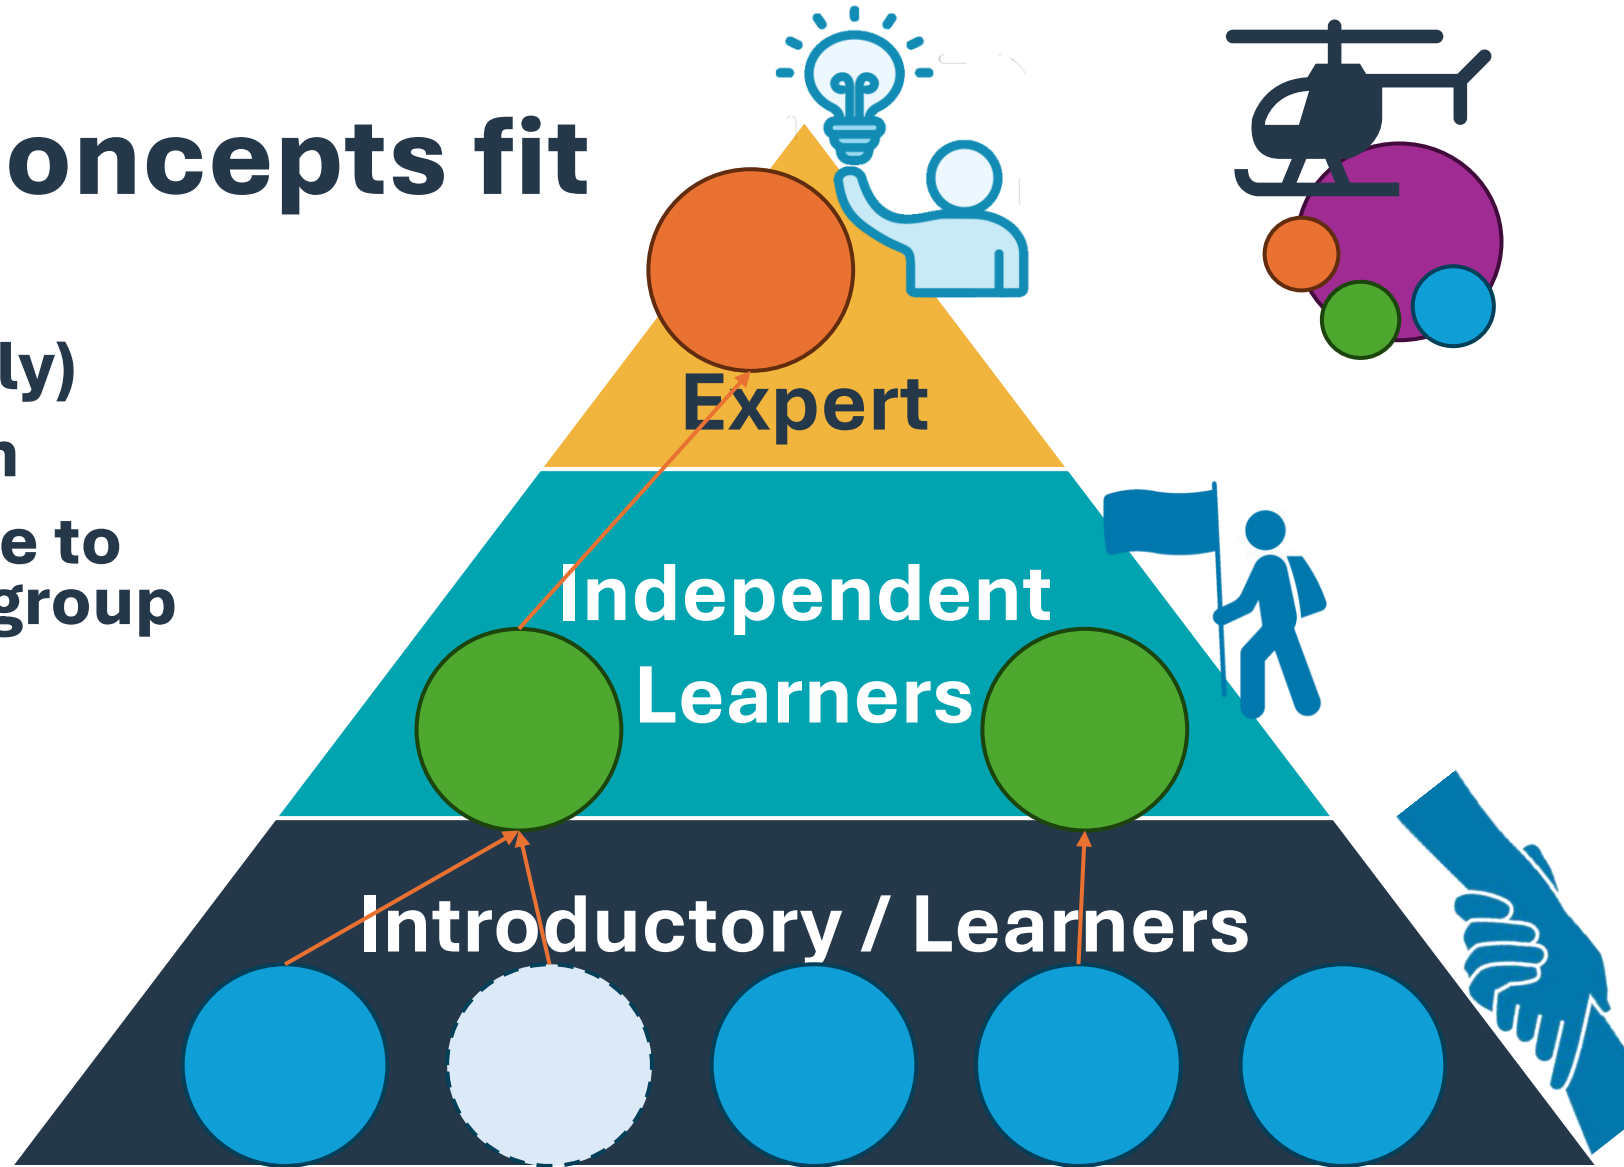 oncepts fit
ly)
n
e to
group
Expert
Independent
Learners
Introductory / Learners